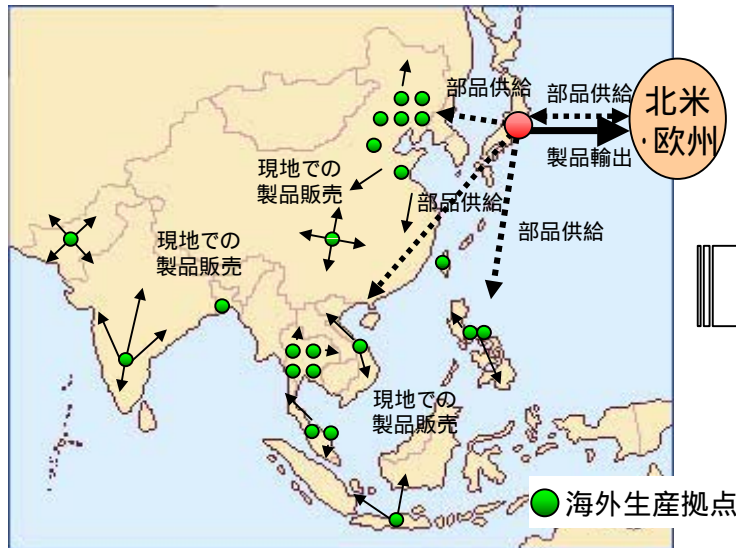 部品供給
部品供給
北米
・欧州
製品輸出
現地での
製品販売
部品供給
部品供給
現地での
製品販売
現地での
製品販売
海外生産拠点